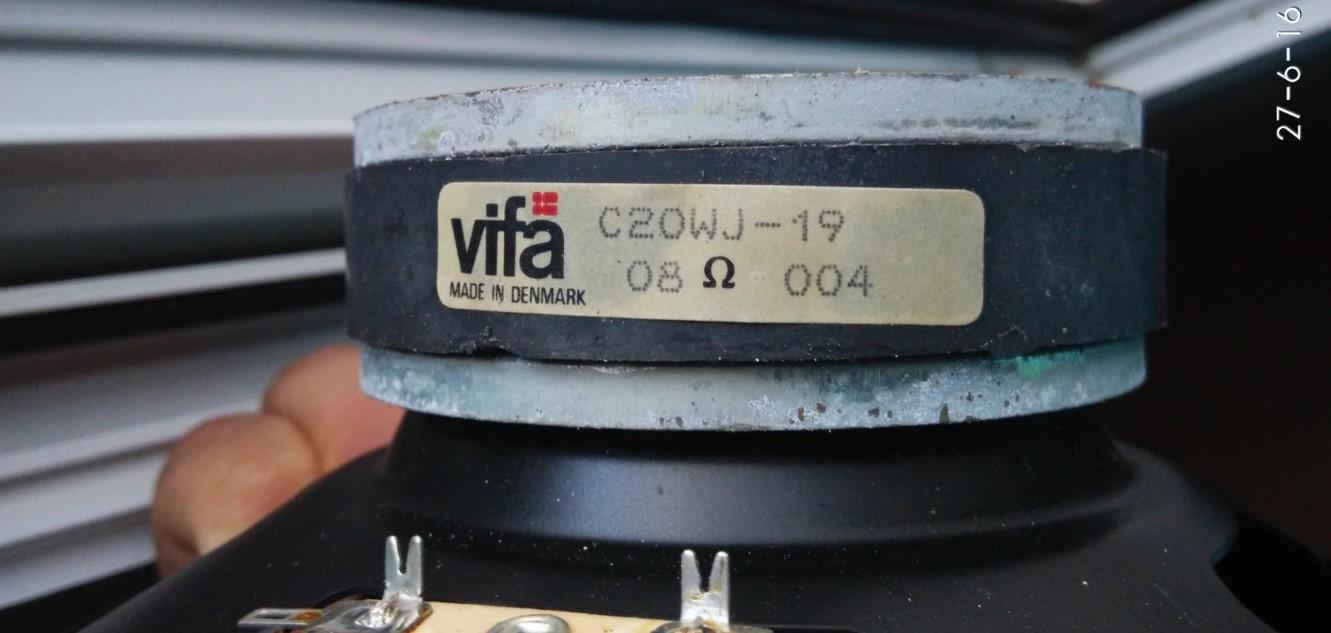 vifa
MADE IN DENMARK
C20WJ-19
08 Ω 004
27-6-16